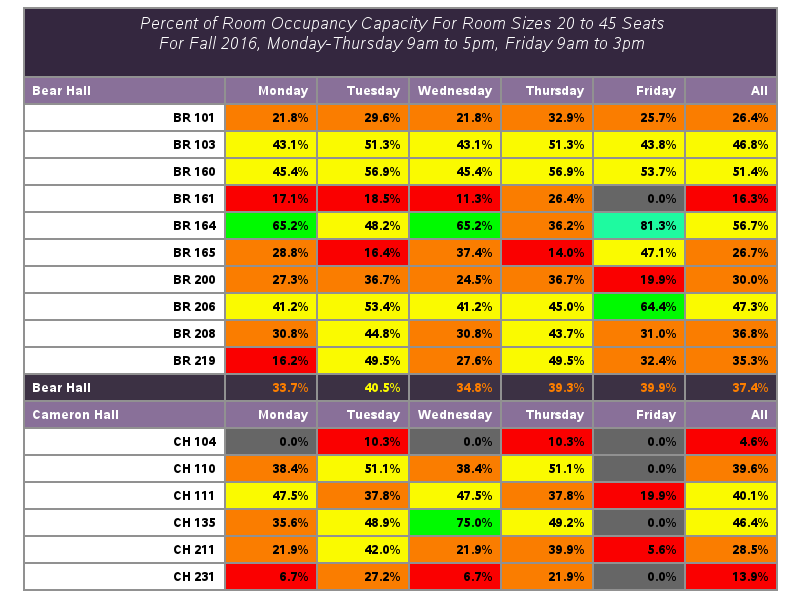 Percent of Room Occupancy Capacity For Room Sizes 20 to 45 Seats
For Fall 2016, Monday-Thursday 9am to 5pm, Friday 9am to 3pm
Bear Hall Monday Tuesday Wednesday Thursday Friday All
BR 101 21.8% 29.6% 21.8% 32.9% 25.7% 26.4%
BR 103 43.1% 51.3% 43.1% 51.3% 43.8% 46.8%
BR 160 45.4% 56.9% 45.4% 56.9% 53.7% 51.4%
BR 161 17.1% 18.5% 11.3% 26.4% 0.0% 16.3%
BR 164 65.2% 48.2% 65.2% 36.2% 81.3% 56.7%
BR 165 28.8% 16.4% 37.4% 14.0% 47.1% 26.7%
BR 200 27.3% 36.7% 24.5% 36.7% 19.9% 30.0%
BR 206 41.2% 53.4% 41.2% 45.0% 64.4% 47.3%
BR 208 30.8% 44.8% 30.8% 43.7% 31.0% 36.8%
BR 219 16.2% 49.5% 27.6% 49.5% 32.4% 35.3%
Bear Hall 33.7% 40.5% 34.8% 39.3% 39.9% 37.4%
Cameron Hall Monday Tuesday Wednesday Thursday Friday All
CH 104 0.0% 10.3% 0.0% 10.3% 0.0% 4.6%
CH 110 38.4% 51.1% 38.4% 51.1% 0.0% 39.6%
CH 111 47.5% 37.8% 47.5% 37.8% 19.9% 40.1%
CH 135 35.6% 48.9% 75.0% 49.2% 0.0% 46.4%
CH 211 21.9% 42.0% 21.9% 39.9% 5.6% 28.5%
CH 231 6.7% 27.2% 6.7% 21.9% 0.0% 13.9%